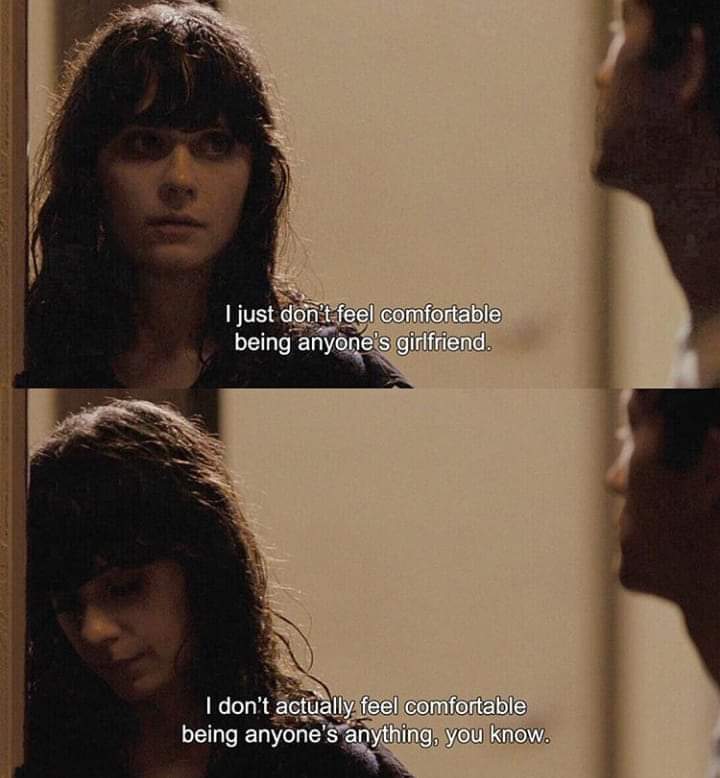 I just don't feel comfortable
being anyone's girlfriend.
I don't actually feel comfortable
being anyone's anything, you know.